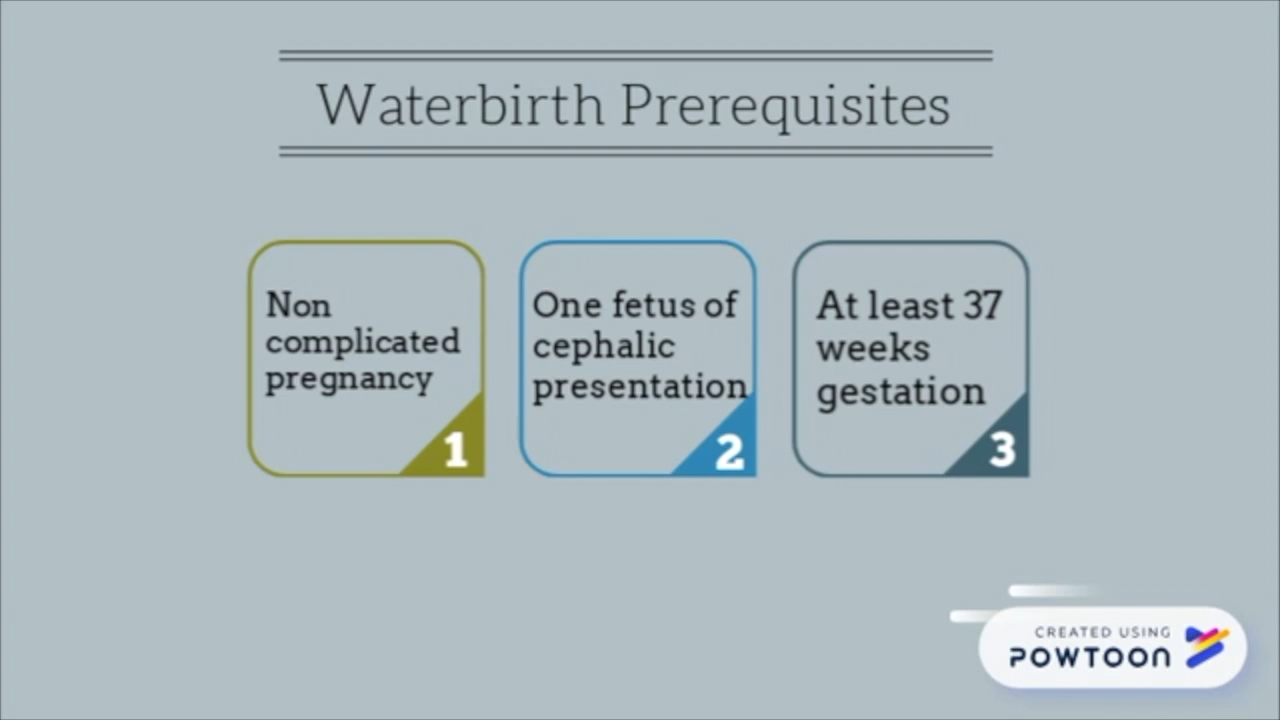 Waterbirth Prerequisites
Non
complicated
pregnancy
1
One fetus of
cephalic
presentation
2
At least 37
weeks
gestation
3
CREATED USING
POWTOON